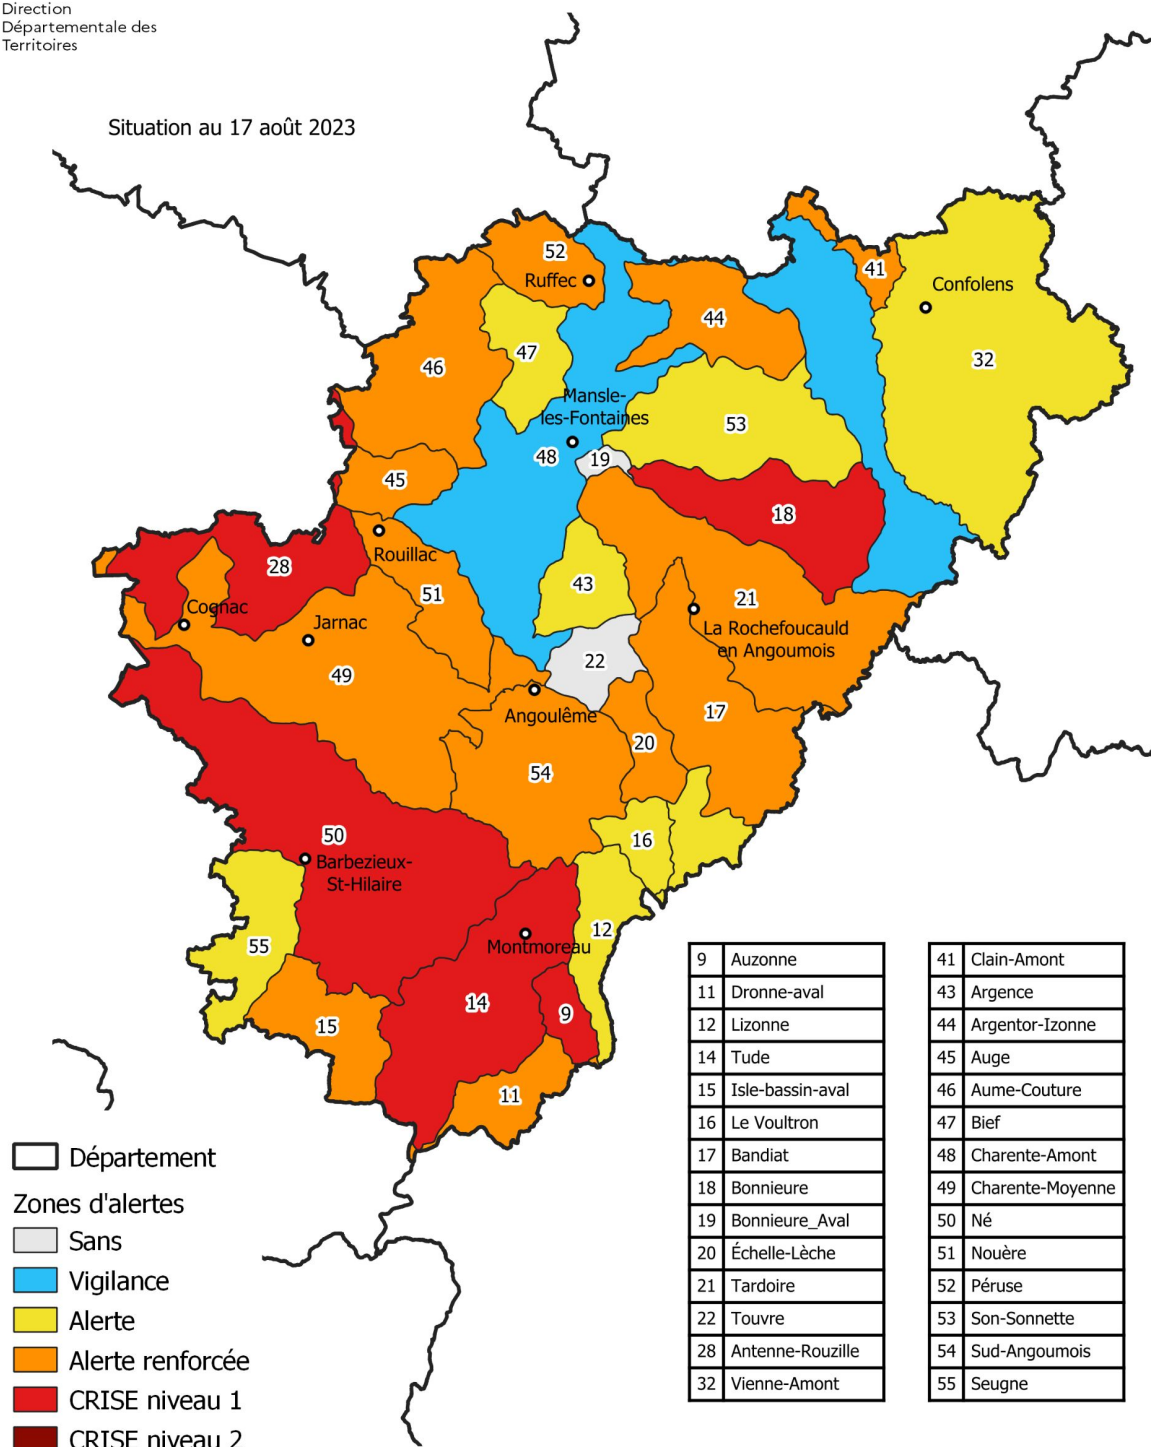 Direction
Départementale des
Territoires
Situation au 17 août 2023
52
Ruffec
41
Confolens
44
47
46
32
Mansle-
les-Fontaines
53
48
19
45
18
Rouillac
28
43
51
21
Cognac
Jarnac
La Rochefoucauld
en Angoumois
22
49
Angoulême
17
20
54
50
16
Barbezieux-
St-Hilaire
12
55
Montmoreau
14
9
15
11
9 Auzonne
11 Dronne-aval
12 Lizonne
14 Tude
15 Isle-bassin-aval
16 Le Voultron
17 Bandiat
18 Bonnieure
19 Bonnieure_Aval
20 Échelle-Lèche
21 Tardoire
22 Touvre
28 Antenne-Rouzille
32 Vienne-Amont
41 Clain-Amont
43 Argence
44 Argentor-Izonne
45 Auge
46 Aume-Couture
47 Bief
48 Charente-Amont
49 Charente-Moyenne
50 Né
51 Nouère
52 Péruse
53 Son-Sonnette
54 Sud-Angoumois
55 Seugne
Département
Zones d'alertes
Sans
Vigilance
Alerte
Alerte renforcée
CRISE niveau 1
CRISE niveau 2